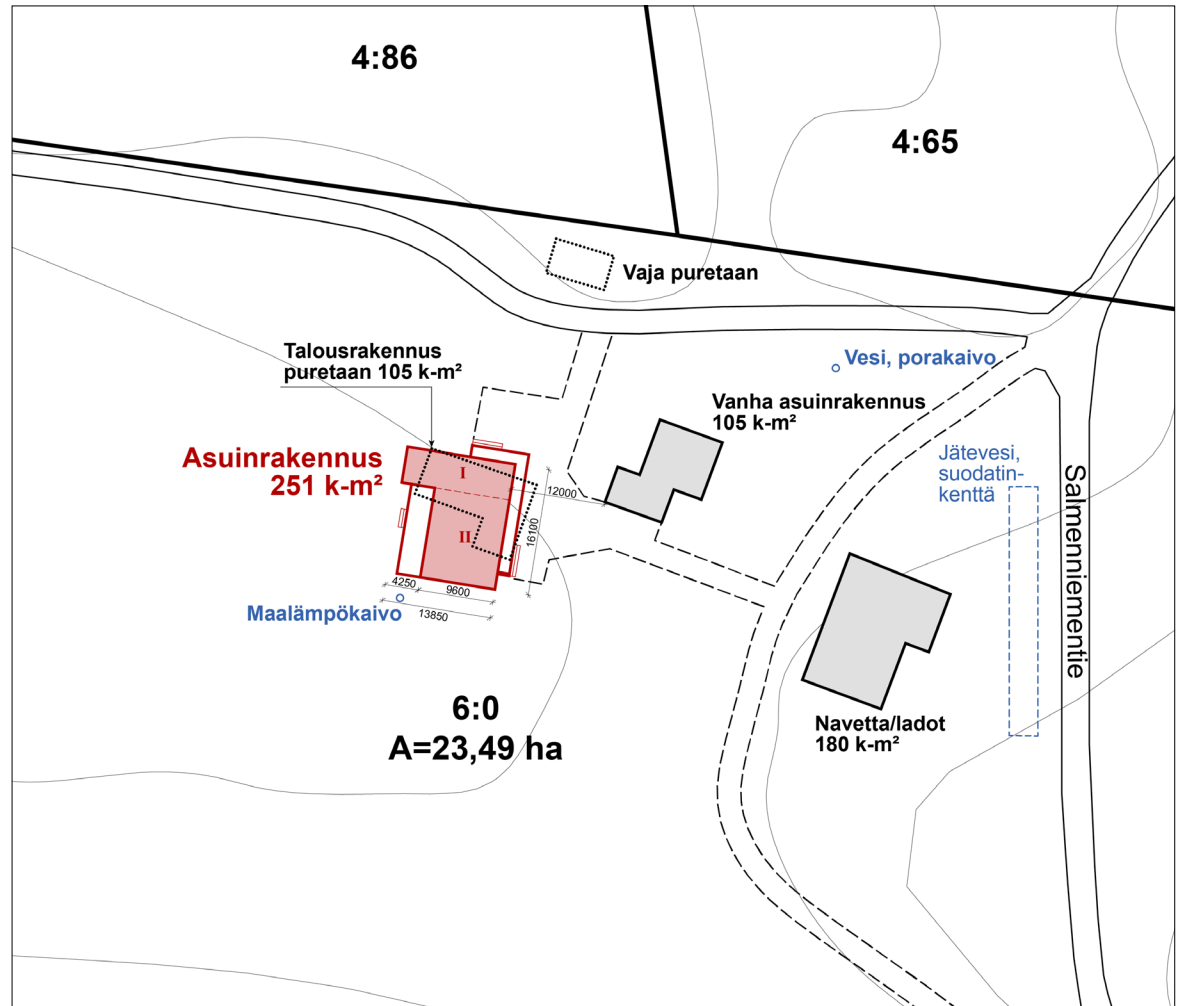 4:86
4:65
Vaja puretaan
Talousrakennus
puretaan 105 k-m²
Vesi, porakaivo
Vanha asuinrakennus
105 k-m²
Asuinrakennus
251 k-m²
I
II
12000
16100
4250
9600
13850
Maalämpökaivo
Jätevesi,
suodatin-
kenttä
Salmenniementie
6:0
A=23,49 ha
Navetta/ladot
180 k-m²